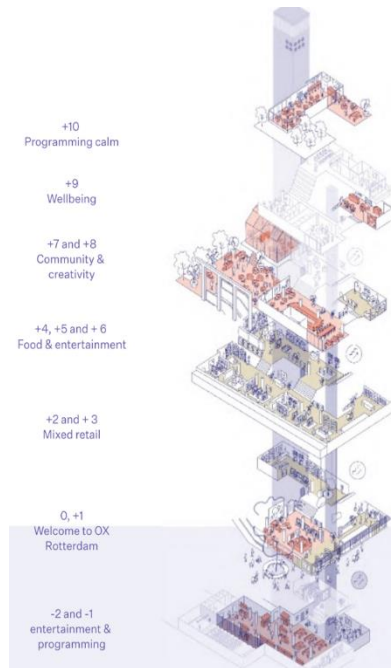 +10
Programming calm
+9
Wellbeing
+7 and +8
Community &
creativity
+4, +5 and + 6
Food & entertainment
+2 and + 3
Mixed retail
0, +1
Welcome to OX
Rotterdam
-2 and -1
entertainment &
programming